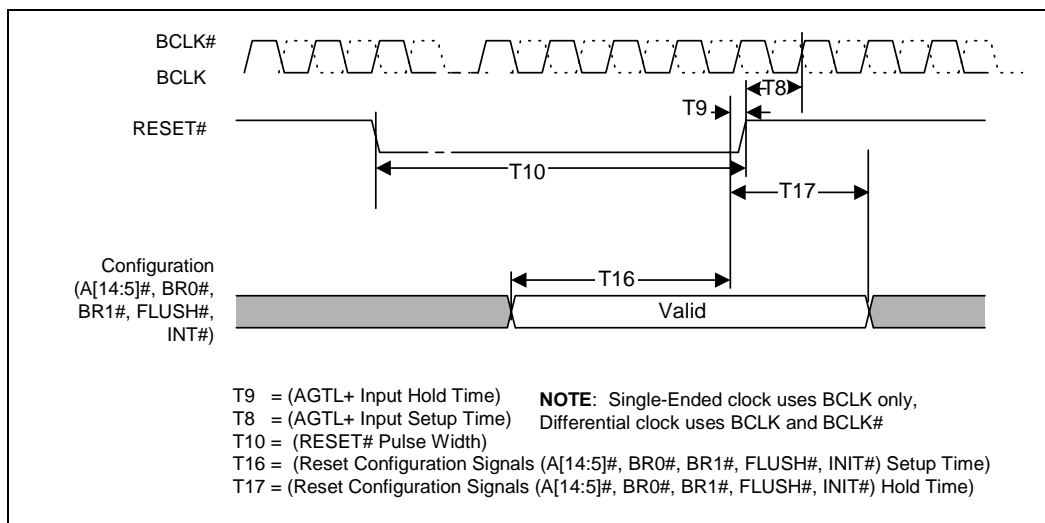 BCLK#
BCLK
T8
T9
RESET#
T10
T17
Configuration
(A[14:5]#, BR0#,
BR1#, FLUSH#,
INT#)
T16
Valid
T9 = (AGTL+ Input Hold Time)
T8 = (AGTL+ Input Setup Time)
T10 = (RESET# Pulse Width)
T16 = (Reset Configuration Signals (A[14:5]#, BR0#, BR1#, FLUSH#, INIT#) Setup Time)
T17 = (Reset Configuration Signals (A[14:5]#, BR0#, BR1#, FLUSH#, INIT#) Hold Time)
NOTE: Single-Ended clock uses BCLK only,
Differential clock uses BCLK and BCLK#